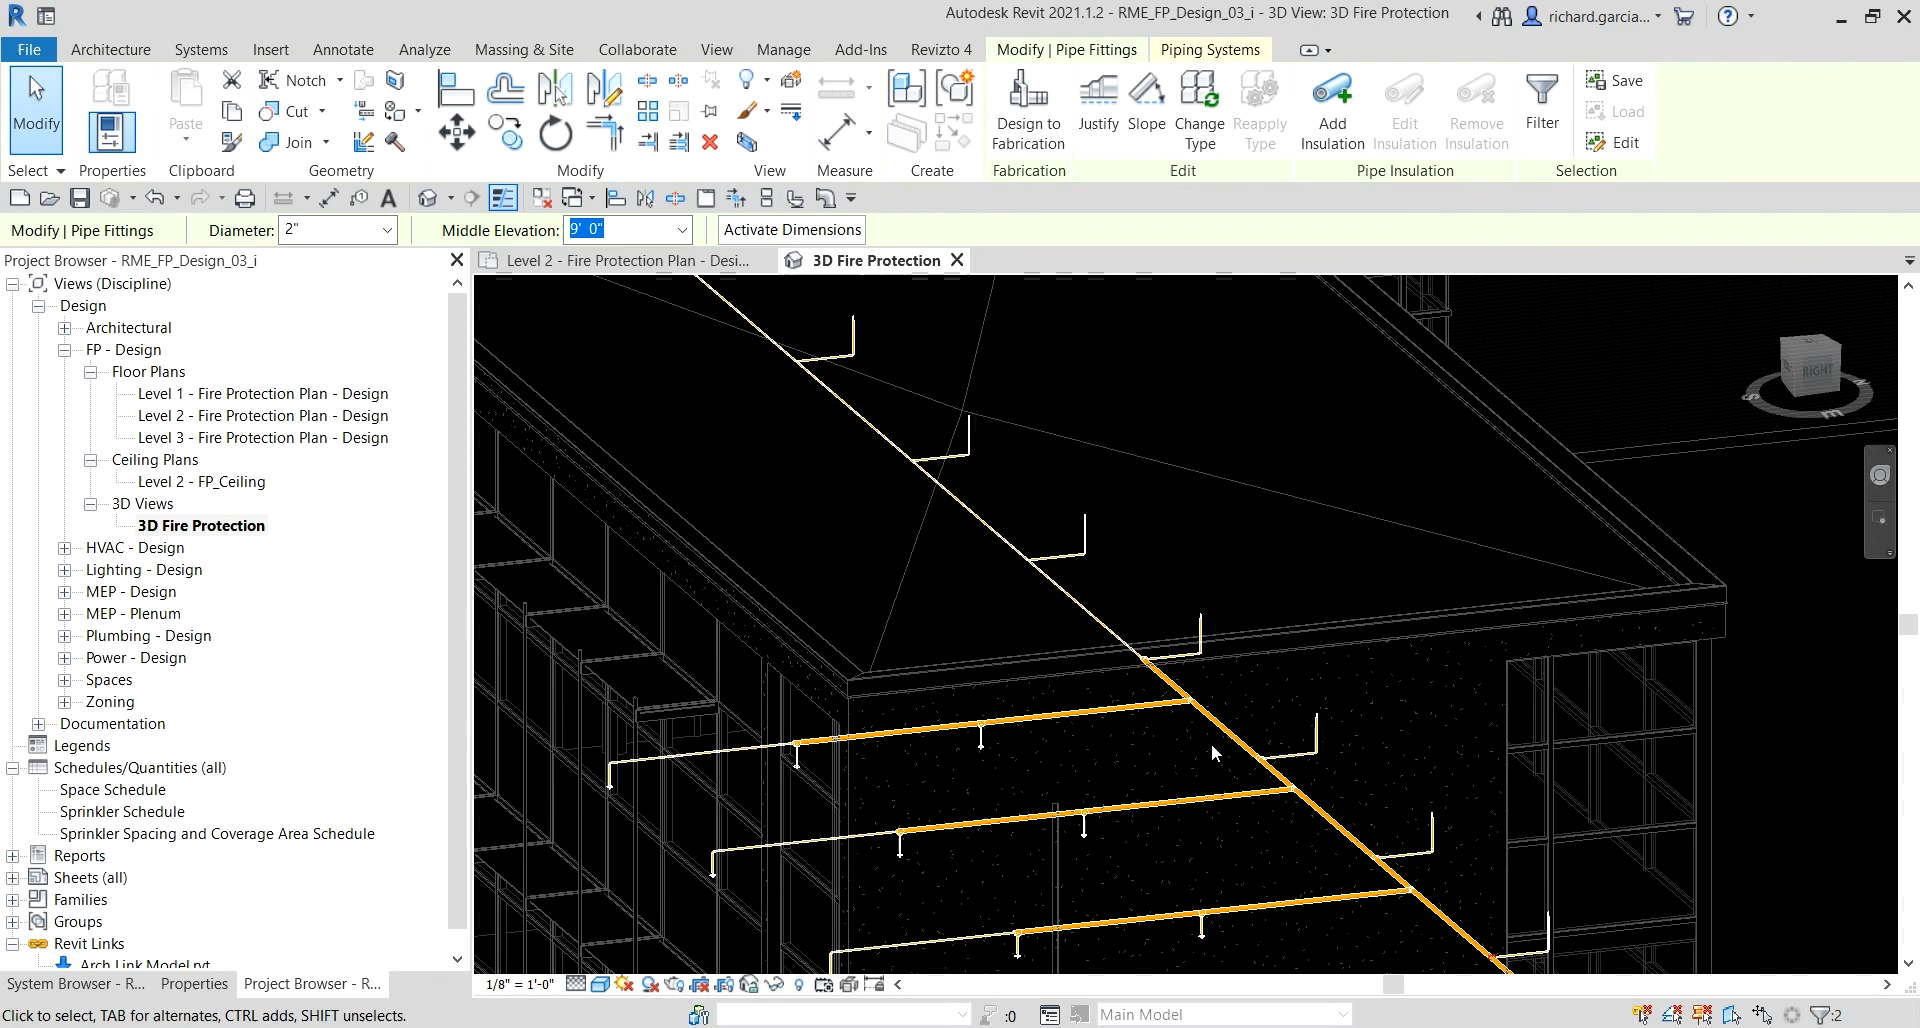 Autodesk Revit 2021.1.2 - RME_FP_Design_03_i - 3D View: 3D Fire Protection
richard.garcia...
File Architecture Systems Insert Annotate Analyze Massing & Site Collaborate View Manage Add-Ins Revizto 4 Modify | Pipe Fittings Piping Systems
Modify
Paste
Notch
Cut
Join
Design to Fabrication
Justify
Slope
Change Type
Reapply Type
Add Insulation
Edit Insulation
Remove Insulation
Filter
Save
Load
Edit
Select Properties Clipboard Geometry Modify View Measure Create Fabrication Edit Pipe Insulation Selection
Modify | Pipe Fittings Diameter: 2" Middle Elevation: 9' 0" Activate Dimensions
Project Browser - RME_FP_Design_03_i
Level 2 - Fire Protection Plan - Desi...
3D Fire Protection
Views (Discipline)
Design
Architectural
FP - Design
Floor Plans
Level 1 - Fire Protection Plan - Design
Level 2 - Fire Protection Plan - Design
Level 3 - Fire Protection Plan - Design
Ceiling Plans
Level 2 - FP_Ceiling
3D Views
3D Fire Protection
HVAC - Design
Lighting - Design
MEP - Design
MEP - Plenum
Plumbing - Design
Power - Design
Spaces
Zoning
Documentation
Legends
Schedules/Quantities (all)
Space Schedule
Sprinkler Schedule
Sprinkler Spacing and Coverage Area Schedule
Reports
Sheets (all)
Families
Groups
Revit Links
Arch Link Model.rvt
RIGHT
S
E
N
System Browser - R... Properties Project Browser - R...
1/8" = 1'-0"
Click to select, TAB for alternates, CTRL adds, SHIFT unselects.
:0
Main Model
:2